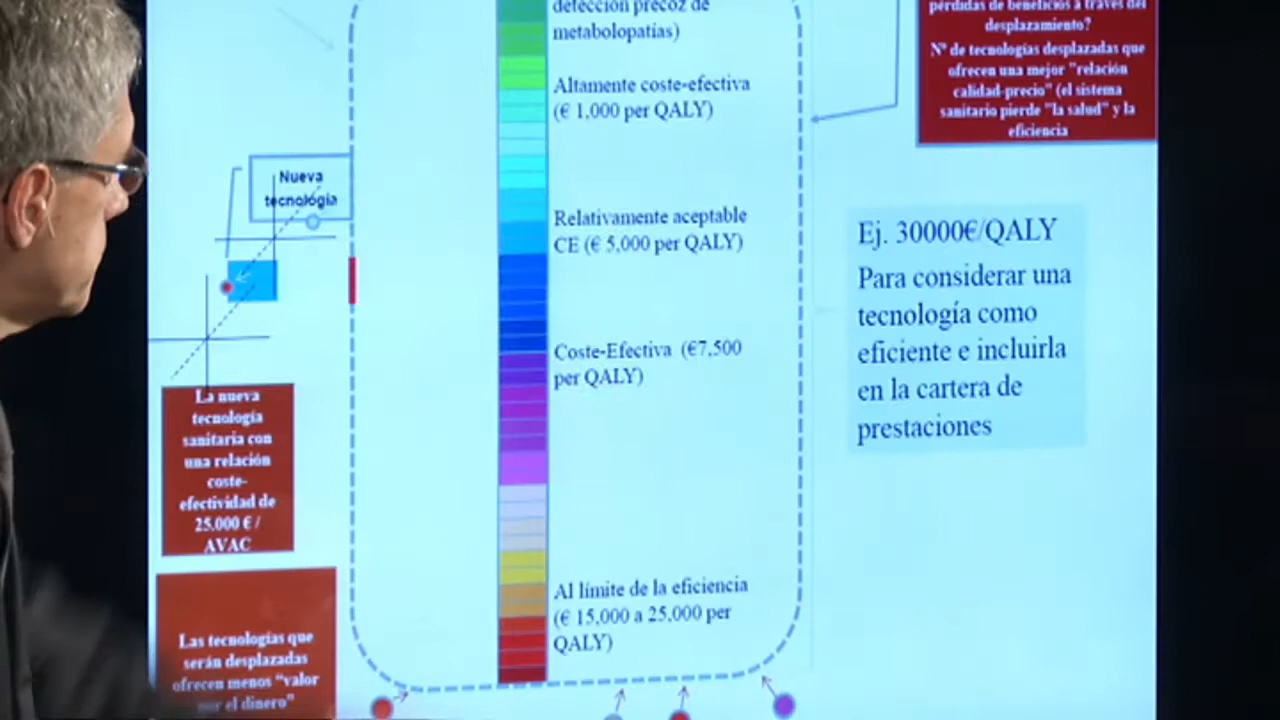 detección precoz de
metabolopatías)
Altamente coste-efectiva
(€ 1,000 per QALY)
Relativamente aceptable
CE (€ 5,000 per QALY)
Coste-Efectiva (€7,500
per QALY)
Al límite de la eficiencia
(€ 15,000 a 25,000 per
QALY)
Nueva
tecnología
La nueva
tecnología
sanitaria con
una relación
coste-
efectividad de
25.000 € /
AVAC
Las tecnologías que
serán desplazadas
ofrecen menos "valor
por el dinero"
pérdidas de beneficios a través del
desplazamiento?
Nº de tecnologías desplazadas que
ofrecen una mejor "relación
calidad-precio" (el sistema
sanitario pierde "la salud" y la
eficiencia
Ej. 30000€/QALY
Para considerar una
tecnología como
eficiente e incluirla
en la cartera de
prestaciones